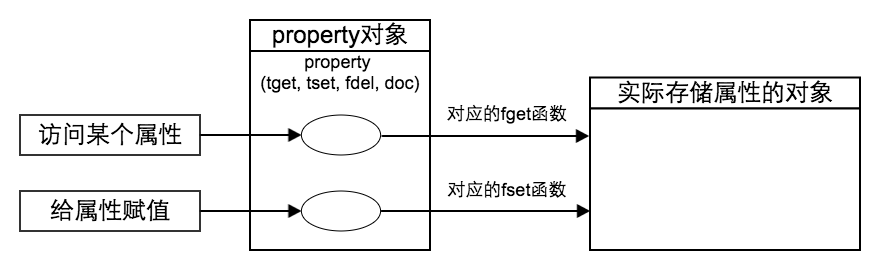 property对象
property
(tget, tset, fdel, doc)
实际存储属性的对象
访问某个属性
对应的fget函数
给属性赋值
对应的fset函数